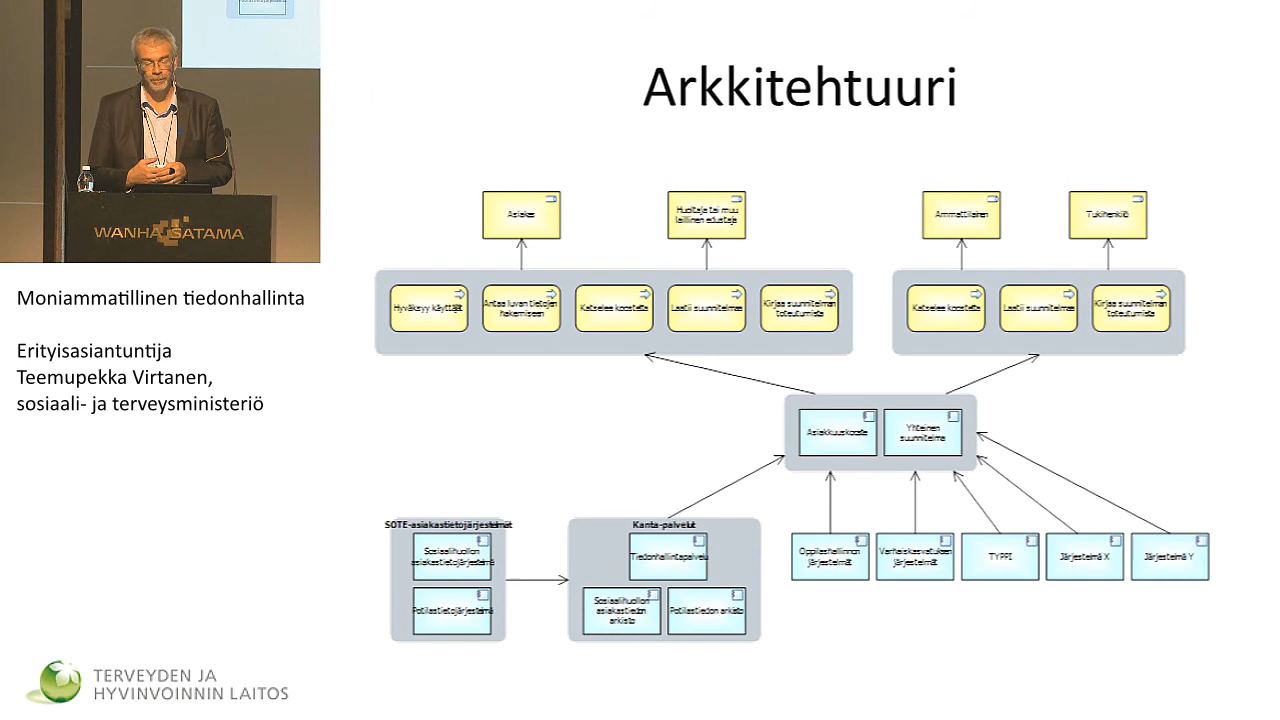 Arkkitehtuuri
WANHA SATAMA
Moniammatillinen tiedonhallinta
Erityisasiantuntija
Teemupekka Virtanen,
sosiaali- ja terveysministeriö
Asiakas
Huoltaja tai muu
laillinen edustaja
Ammattilainen
Tukihenkilö
Hyväksyy käyttäjät
Antaa luvan tietojen
hakemiseen
Katselee koostetta
Laatii suunnitelmaa
Kirjaa suunnitelman
toteutumista
Katselee koostetta
Laatii suunnitelmaa
Kirjaa suunnitelman
toteutumista
Asiakkuuskooste
Yhteinen
suunnitelma
SOTE-asiakastietojärjestelmät
Sosiaalihuollon
asiakastietojärjestelmä
Potilastietojärjestelmä
Kanta-palvelut
Tiedonhallintapalvelu
Sosiaalihuollon
asiakastiedon
arkisto
Potilastiedon arkisto
Oppilashallinnon
järjestelmät
Varhaiskasvatuksen
järjestelmät
TYPPI
Järjestelmä X
Järjestelmä Y
TERVEYDEN JA
HYVINVOINNIN LAITOS